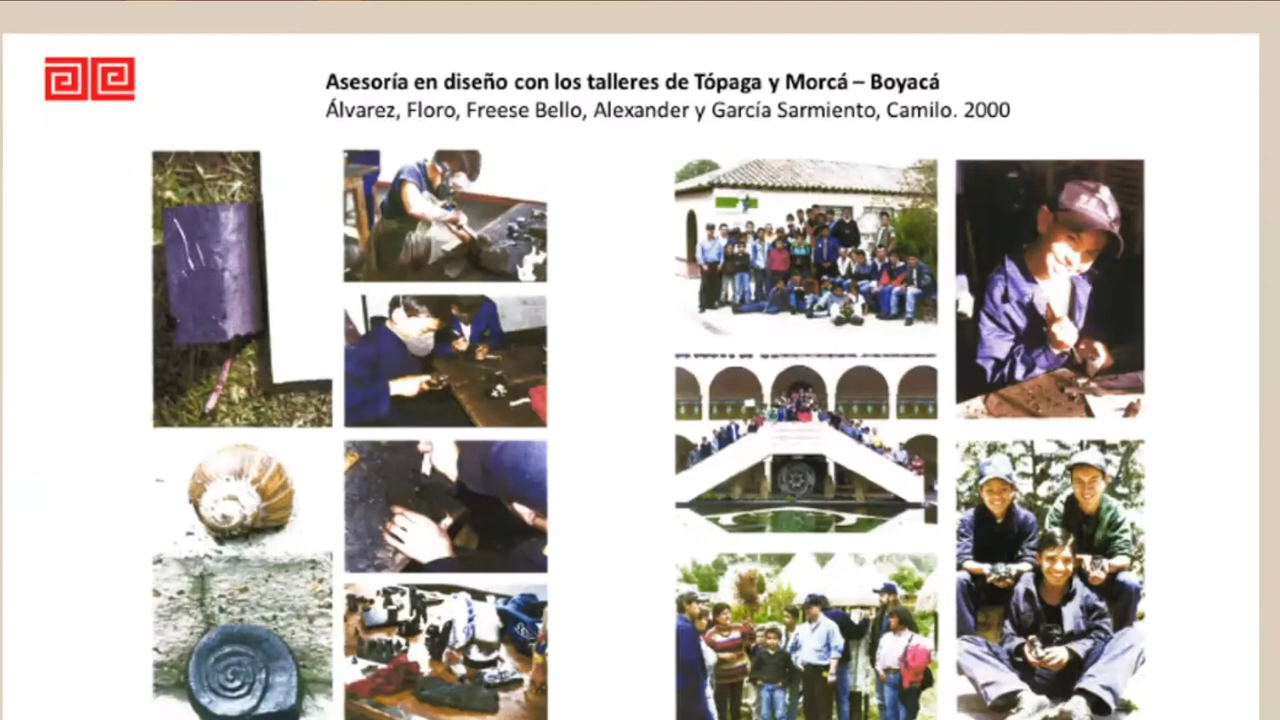 Asesoría en diseño con los talleres de Tópaga y Morcá – Boyacá
Álvarez, Floro, Freese Bello, Alexander y García Sarmiento, Camilo. 2000